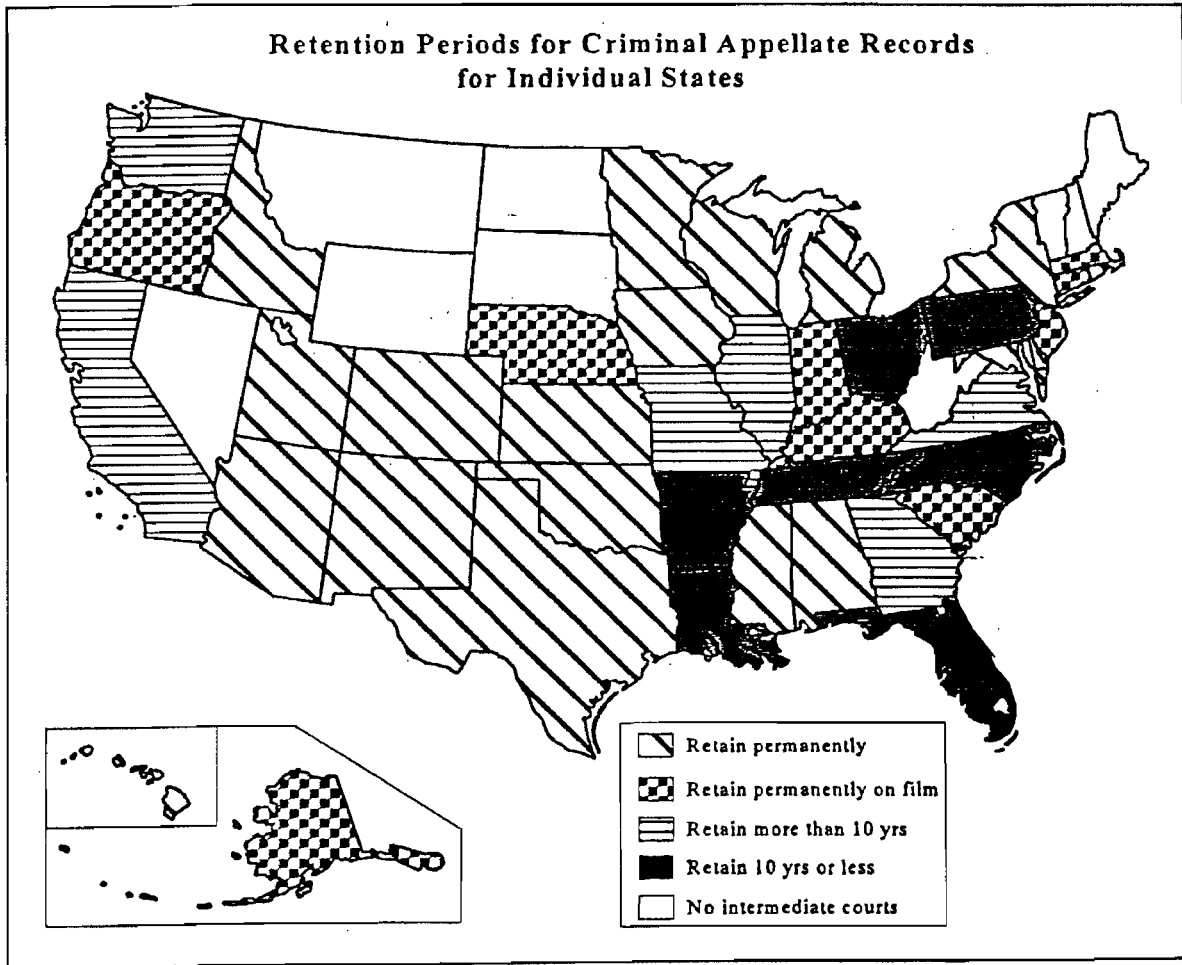 Retention Periods for Criminal Appellate Records
for Individual States
Retain permanently
Retain permanently on film
Retain more than 10 yrs
Retain 10 yrs or less
No intermediate courts